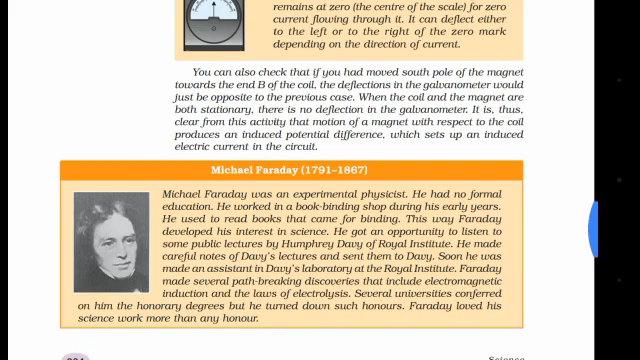 remains at zero (the centre of the scale) for zero
current flowing through it. It can deflect either
to the left or to the right of the zero mark
depending on the direction of current.
You can also check that if you had moved south pole of the magnet
towards the end B of the coil, the deflections in the galvanometer would
just be opposite to the previous case. When the coil and the magnet are
both stationary, there is no deflection in the galvanometer. It is, thus,
clear from this activity that motion of a magnet with respect to the coil
produces an induced potential difference, which sets up an induced
electric current in the circuit.
Michael Faraday (1791–1867)
Michael Faraday was an experimental physicist. He had no formal
education. He worked in a book-binding shop during his early years.
He used to read books that came for binding. This way Faraday
developed his interest in science. He got an opportunity to listen to
some public lectures by Humphrey Davy of Royal Institute. He made
careful notes of Davy's lectures and sent them to Davy. Soon he was
made an assistant in Davy's laboratory at the Royal Institute. Faraday
made several path-breaking discoveries that include electromagnetic
induction and the laws of electrolysis. Several universities conferred
on him the honorary degrees but he turned down such honours. Faraday loved his
science work more than any honour.
Science